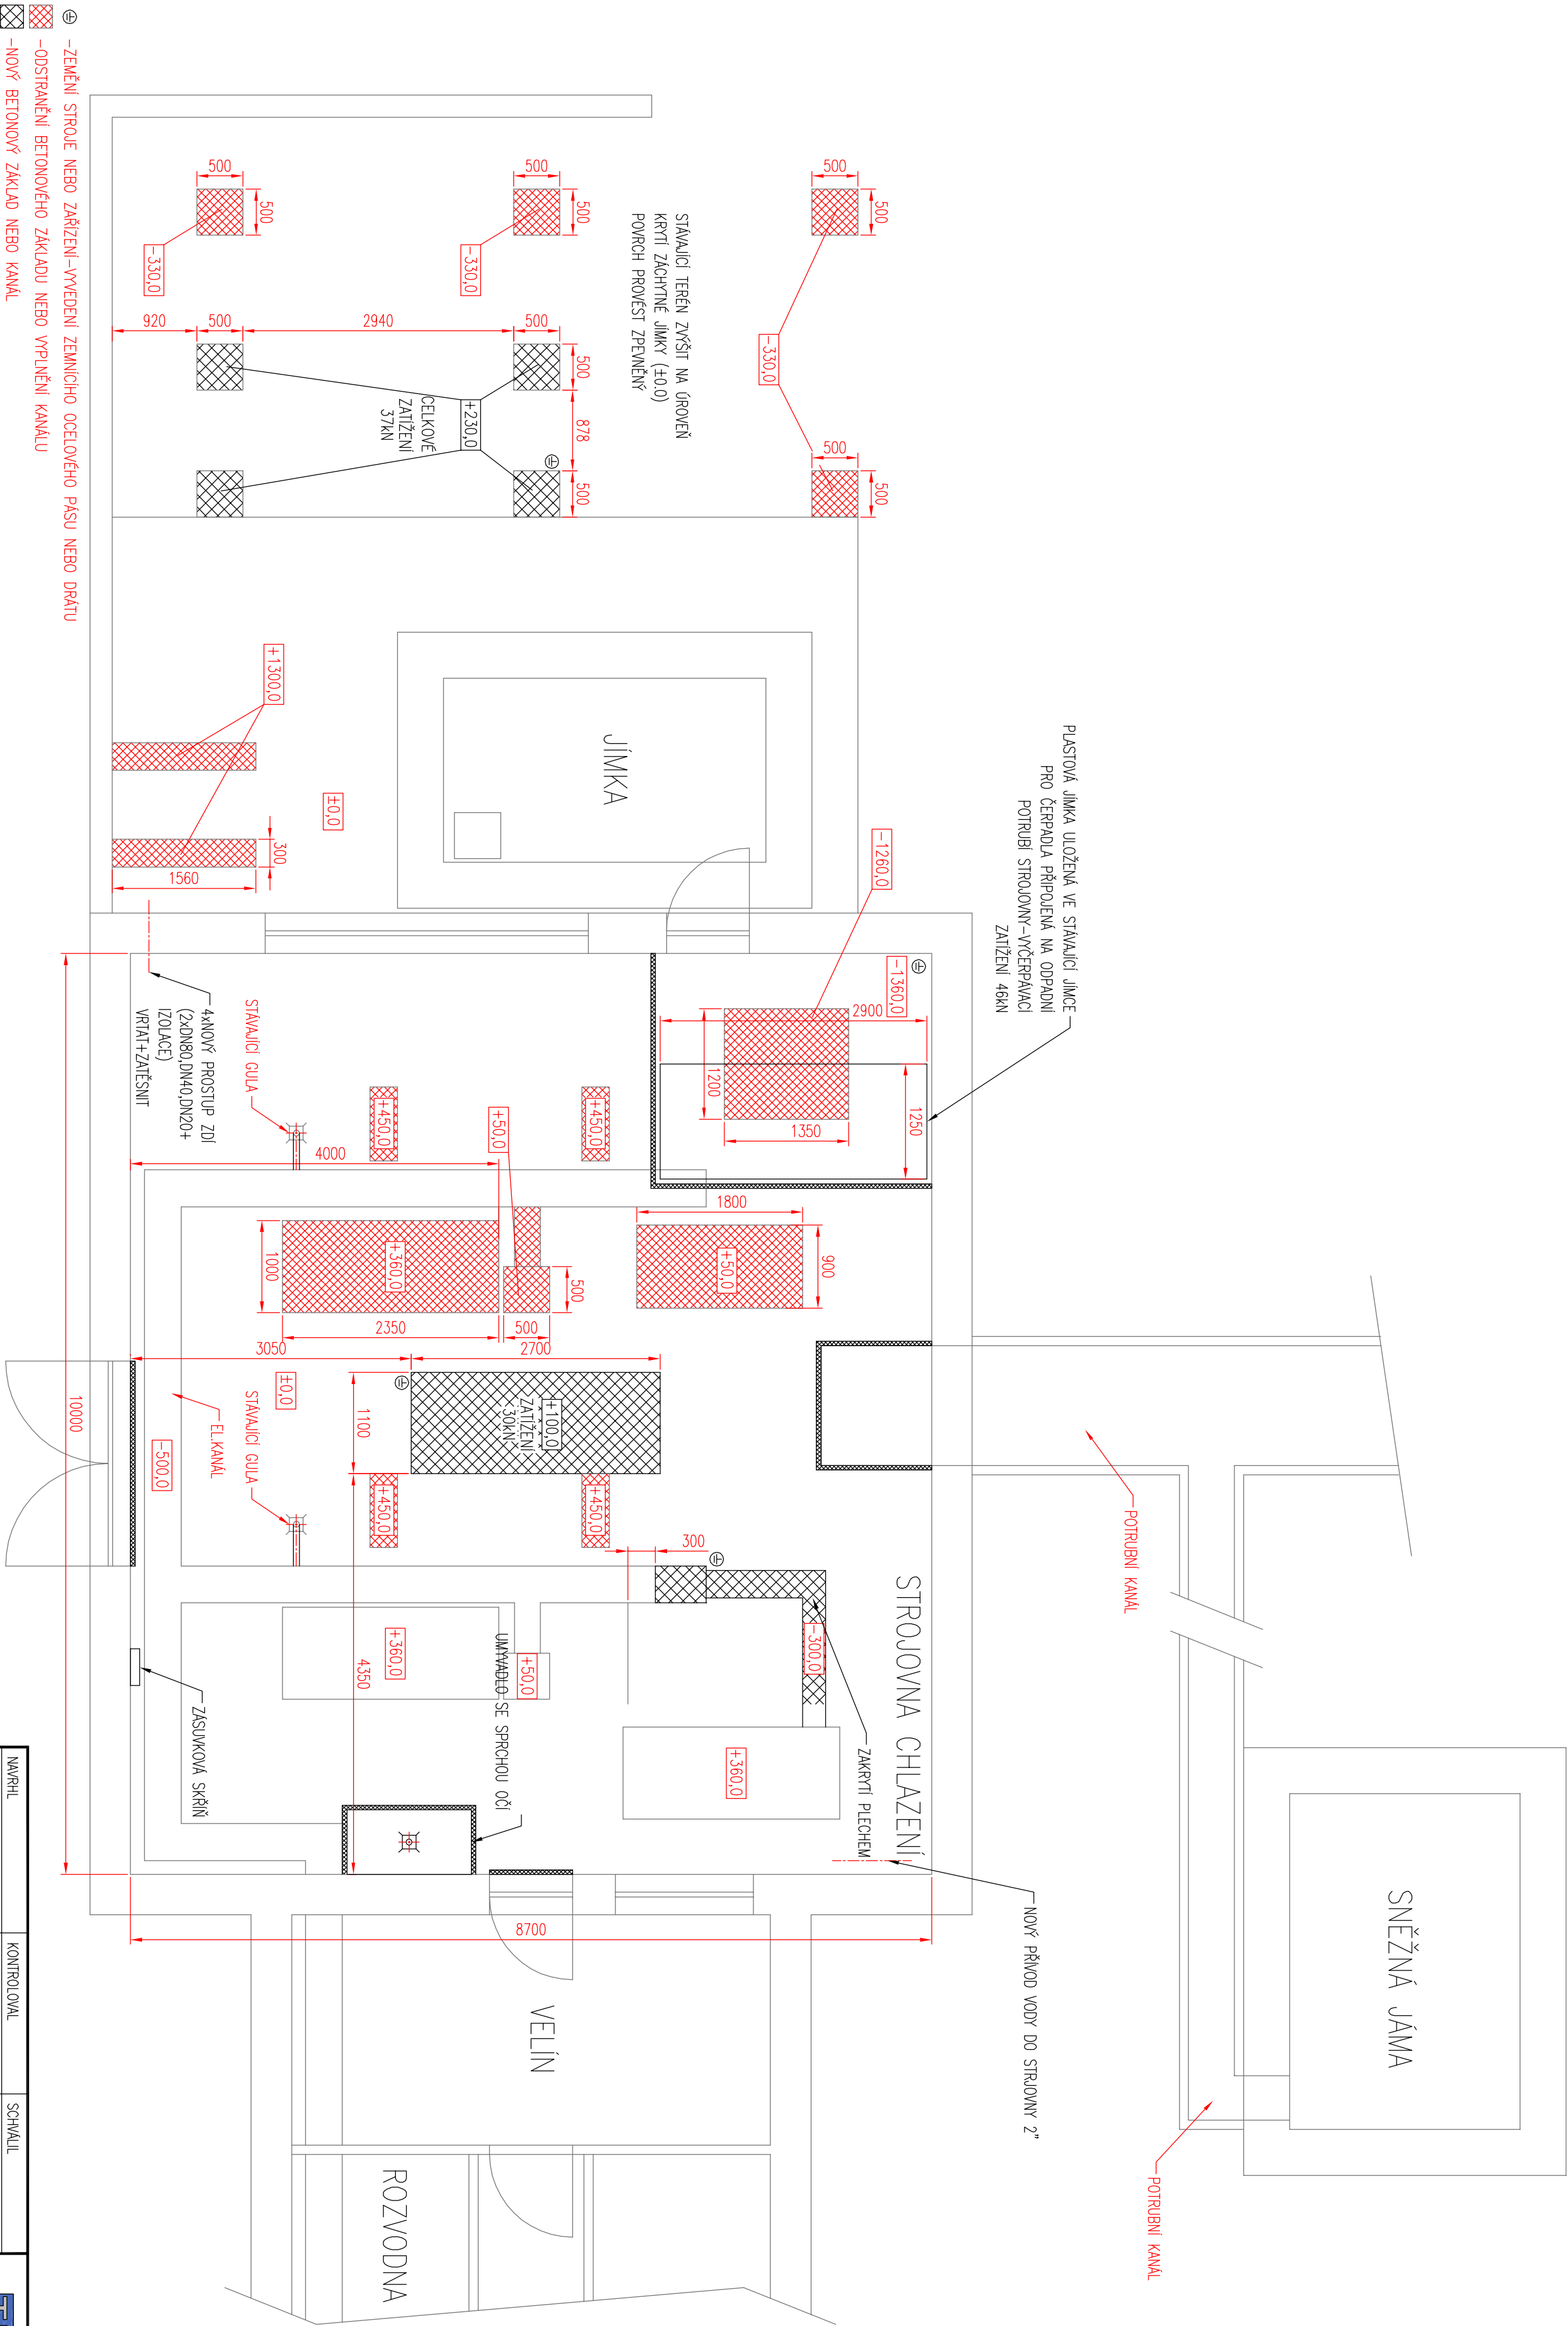 SNĚŽNÁ JÁMA
POTRUBNÍ KANÁL
POTRUBNÍ KANÁL
NOVÝ PŘÍVOD VODY DO STRJOVNY 2"
PLASTOVÁ JÍMKA ULOŽENÁ VE STÁVAJÍCÍ JÍMCE
PRO ČERPADLA PŘIPOJENÁ NA ODPADNÍ
POTRUBÍ STROJOVNY-VYČERPÁVACÍ
ZATÍŽENÍ 46kN
STROJOVNA CHLAZENÍ
ZAKRYTÍ PLECHEM
-1260,0
-1360,0
2900
1250
1200
1350
500
500
-330,0
500
500
STÁVAJÍCÍ TERÉN ZVÝŠIT NA ÚROVEŇ
KRYTÍ ZÁCHYTNÉ JÍMKY (±0.0)
POVRCH PROVÉST ZPEVNĚNÝ
JÍMKA
1800
900
+50,0
-300,0
300
+360,0
500
500
-330,0
500
500
878
500
2940
+230,0
CELKOVÉ
ZATÍŽENÍ
37kN
+450,0
+50,0
+450,0
500
500
2700
+100,0
ZATÍŽENÍ
30kN
1100
+450,0
+450,0
+50,0
UMYVADLO SE SPRCHOU OČÍ
VELÍN
ROZVODNA
8700
±0,0
+1300,0
300
1560
STÁVAJÍCÍ GULA
4000
+360,0
1000
2350
3050
±0,0
STÁVAJÍCÍ GULA
4350
+360,0
500
500
-330,0
500
920
4xNOVÝ PROSTUP ZDÍ
(2xDN80,DN40,DN20+
IZOLACE)
VRTAT+ZATĚSNIT
EL.KANÁL
-500,0
ZÁSUVKOVÁ SKŘÍŇ
10000
-ZEMĚNÍ STROJE NEBO ZAŘÍZENÍ-VYVEDENÍ ZEMNÍCÍHO OCELOVÉHO PÁSU NEBO DRÁTU
-ODSTRANĚNÍ BETONOVÉHO ZÁKLADU NEBO VYPLNĚNÍ KANÁLU
-NOVÝ BETONOVÝ ZÁKLAD NEBO KANÁL
NAVRHL
KONTROLOVAL
SCHVÁLIL